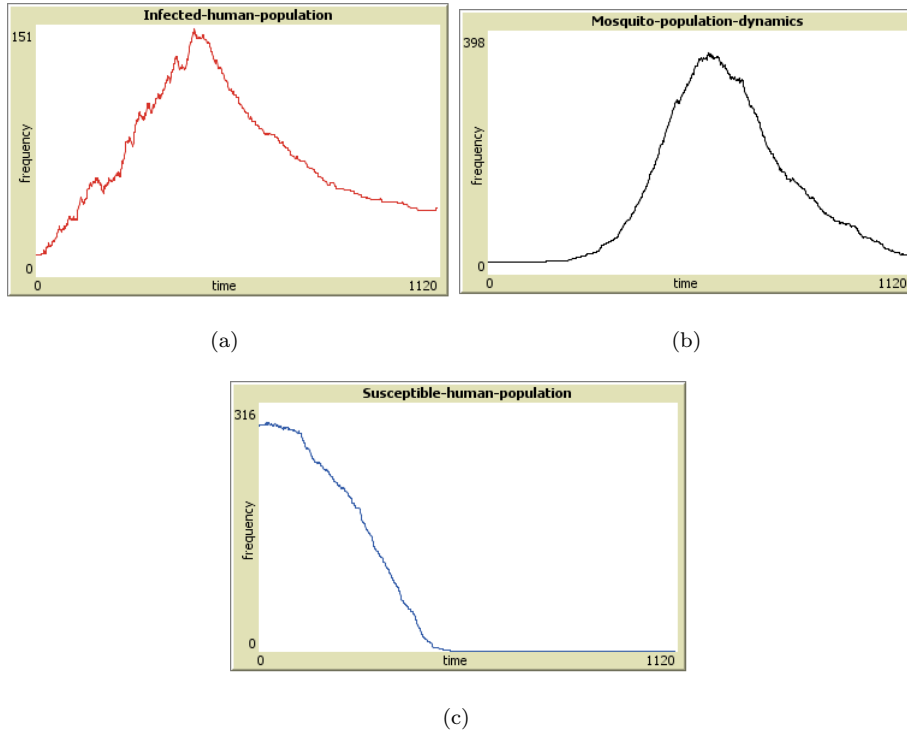 Infected-human-population
151
frequency
0
0 time 1120
(a)
Mosquito-population-dynamics
398
frequency
0
0 time 1120
(b)
Susceptible-human-population
316
frequency
0
0 time 1120
(c)